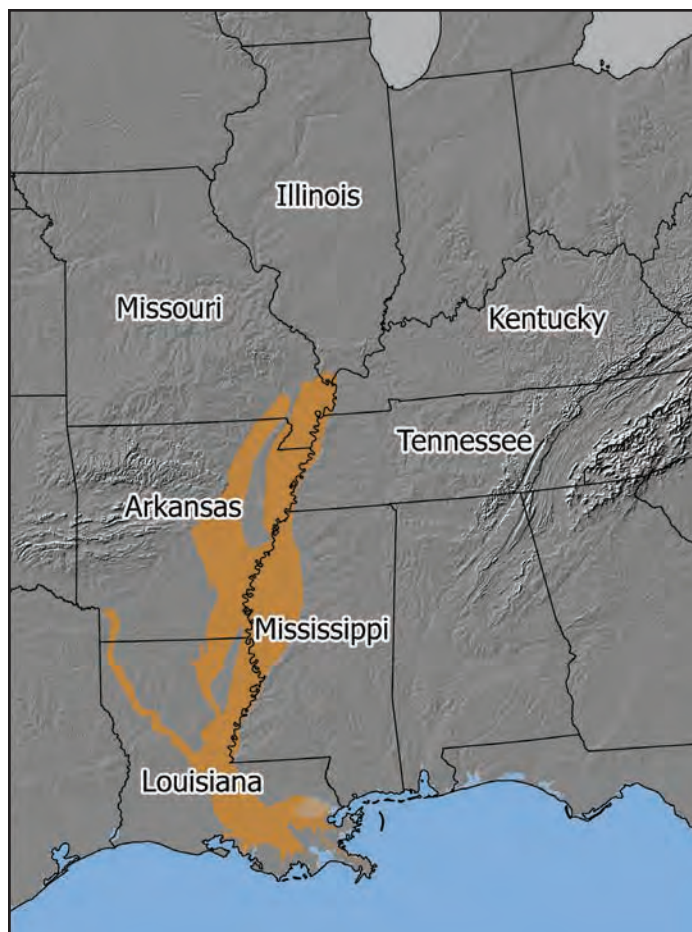 Illinois
Missouri
Kentucky
Tennessee
Arkansas
Mississippi
Louisiana